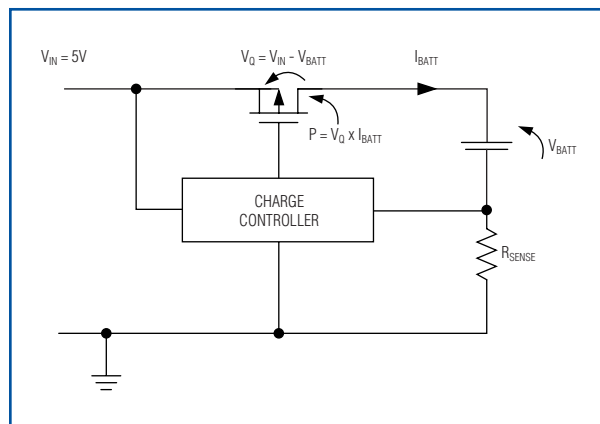 V_IN = 5V
V_Q = V_IN - V_BATT
I_BATT
P = V_Q x I_BATT
V_BATT
CHARGE
CONTROLLER
R_SENSE